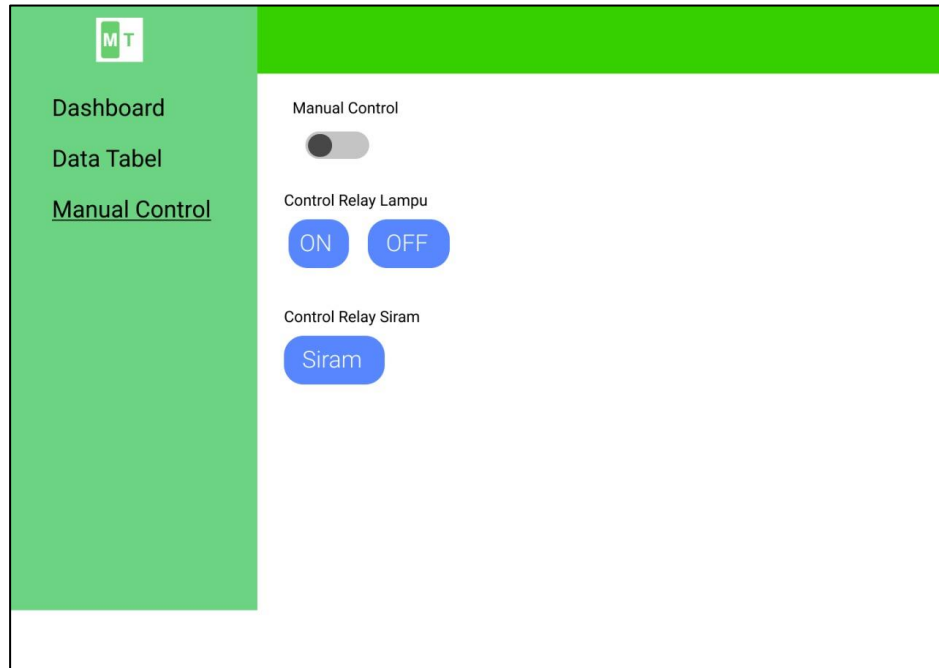 MT
Dashboard
Data Tabel
Manual Control
Manual Control
Control Relay Lampu
ON OFF
Control Relay Siram
Siram